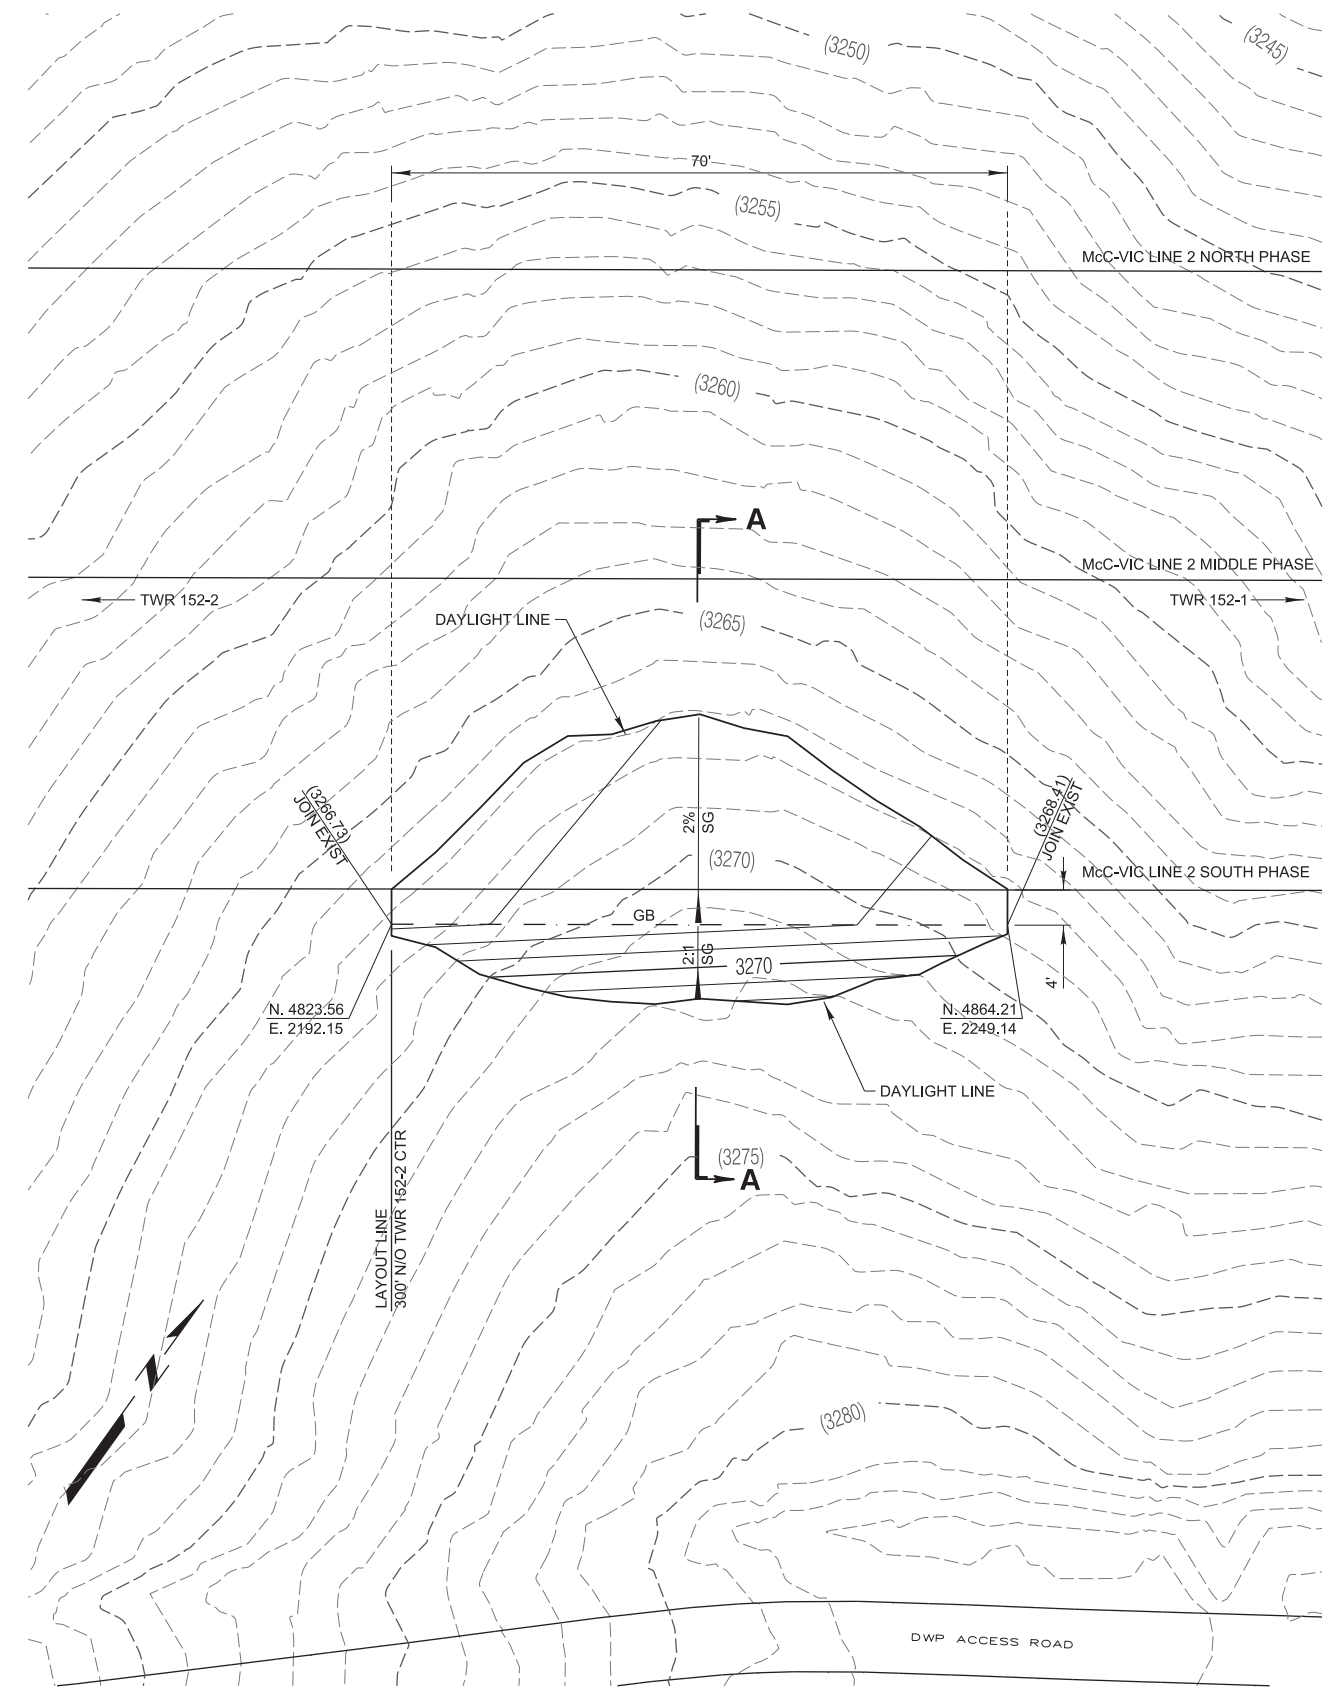 (3250)
(3245)
70'
(3255)
McC-VIC LINE 2 NORTH PHASE
(3260)
A
McC-VIC LINE 2 MIDDLE PHASE
TWR 152-2
TWR 152-1
DAYLIGHT LINE
(3265)
(3266.73)
JOIN EXIST
(3268.41)
JOIN EXIST
2%
SG
(3270)
McC-VIC LINE 2 SOUTH PHASE
GB
2:1
SG
3270
4'
N. 4823.56
E. 2192.15
N. 4864.21
E. 2249.14
DAYLIGHT LINE
(3275)
A
LAYOUT LINE
300' N/O TWR 152-2 CTR
N
(3280)
DWP ACCESS ROAD